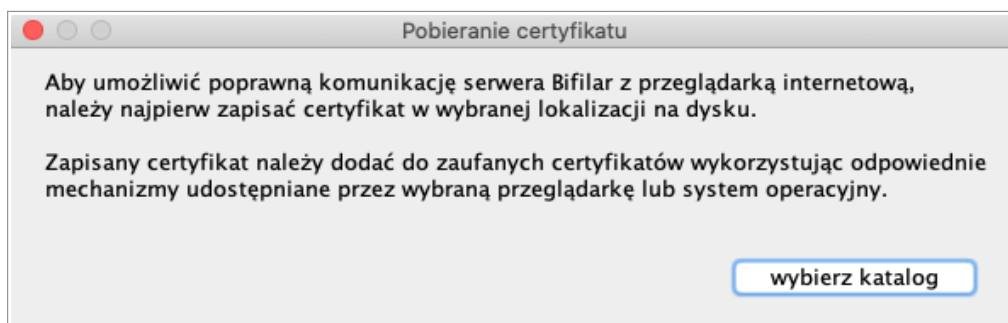 Pobieranie certyfikatu
Aby umożliwić poprawną komunikację serwera Bifilar z przeglądarką internetową,
należy najpierw zapisać certyfikat w wybranej lokalizacji na dysku.
Zapisany certyfikat należy dodać do zaufanych certyfikatów wykorzystując odpowiednie
mechanizmy udostępniane przez wybraną przeglądarkę lub system operacyjny.
wybierz katalog